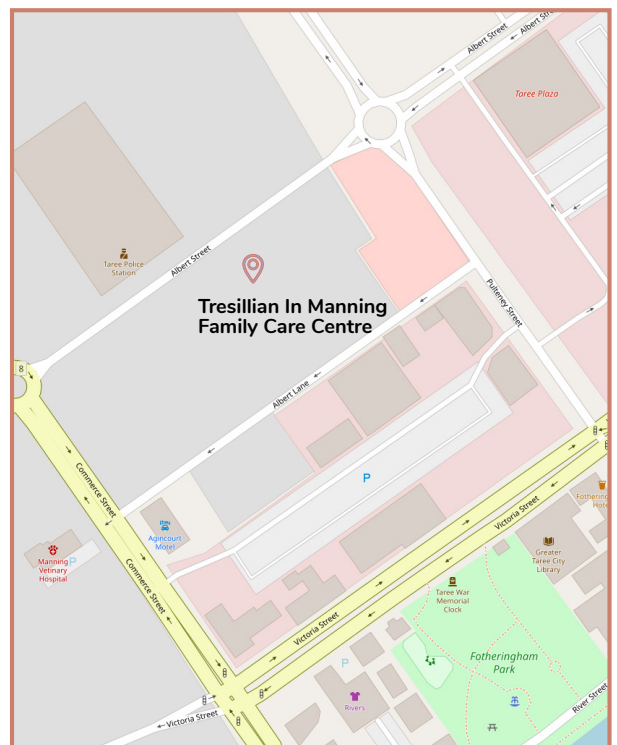 Albert Street
Albert Street
Taree Plaza
Albert Street
Taree Police
Station
Tresillian In Manning
Family Care Centre
Pulteney Street
8
Albert Lane
Commerce Street
P
Agincourt
Motel
Victoria Street
Manning
Vetinary
Hospital
P
Greater
Taree City
Library
Commerce Street
Taree War
Memorial
Clock
Victoria Street
Fotheringham
Park
P
Rivers
River Street
Victoria Street